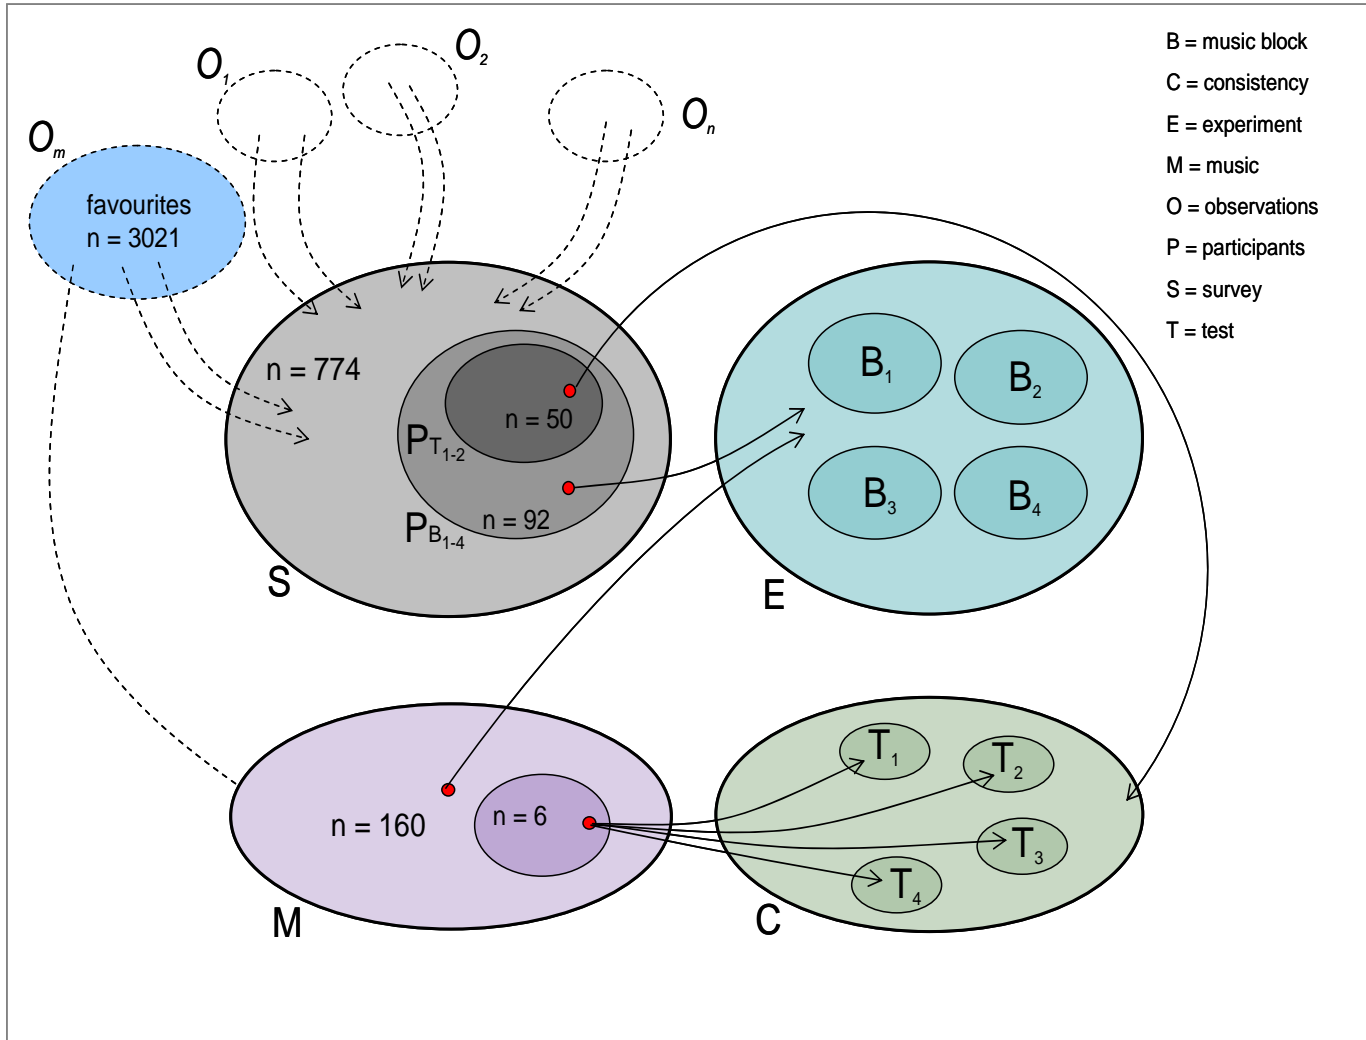 O1
O2
On
Om
favourites
n = 3021
B = music block
C = consistency
E = experiment
M = music
O = observations
P = participants
S = survey
T = test
n = 774
n = 50
PT1-2
n = 92
PB1-4
S
B1
B2
B3
B4
E
n = 160
n = 6
M
T1
T2
T3
T4
C